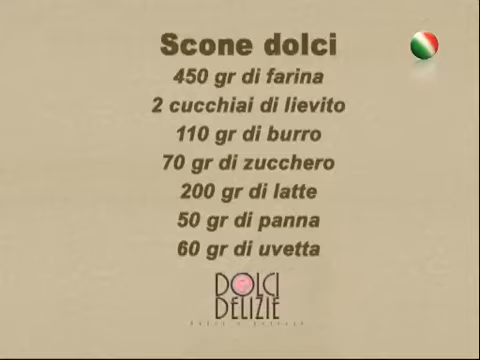 Scone dolci
450 gr di farina
2 cucchiai di lievito
110 gr di burro
70 gr di zucchero
200 gr di latte
50 gr di panna
60 gr di uvetta
DOLCI
DELIZIE